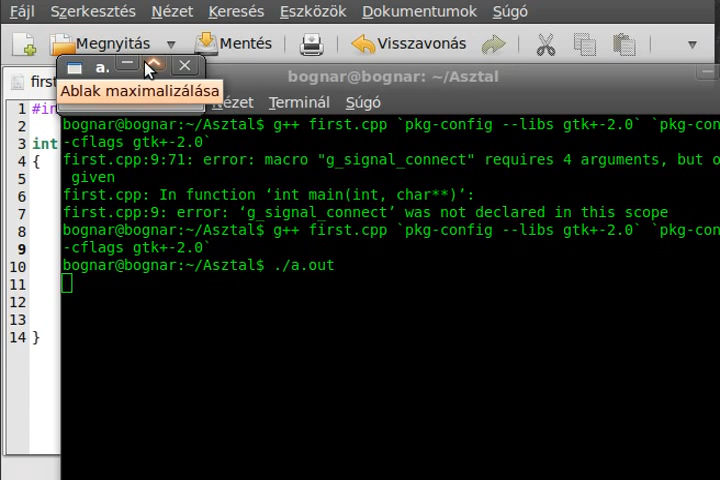 Fájl Szerkesztés Nézet Keresés Eszközök Dokumentumok Súgó
Megnyitás Mentés Visszavonás
a.
bognar@bognar: ~/Asztal
first
Ablak maximalizálása
Nézet Terminál Súgó
1 #in
2
3 int
4 {
5
6
7
8
9
10
11
12
13
14 }
bognar@bognar:~/Asztal$ g++ first.cpp `pkg-config --libs gtk+-2.0` `pkg-con
-cflags gtk+-2.0`
first.cpp:9:71: error: macro "g_signal_connect" requires 4 arguments, but o
given
first.cpp: In function ‘int main(int, char**)’:
first.cpp:9: error: ‘g_signal_connect’ was not declared in this scope
bognar@bognar:~/Asztal$ g++ first.cpp `pkg-config --libs gtk+-2.0` `pkg-con
-cflags gtk+-2.0`
bognar@bognar:~/Asztal$ ./a.out